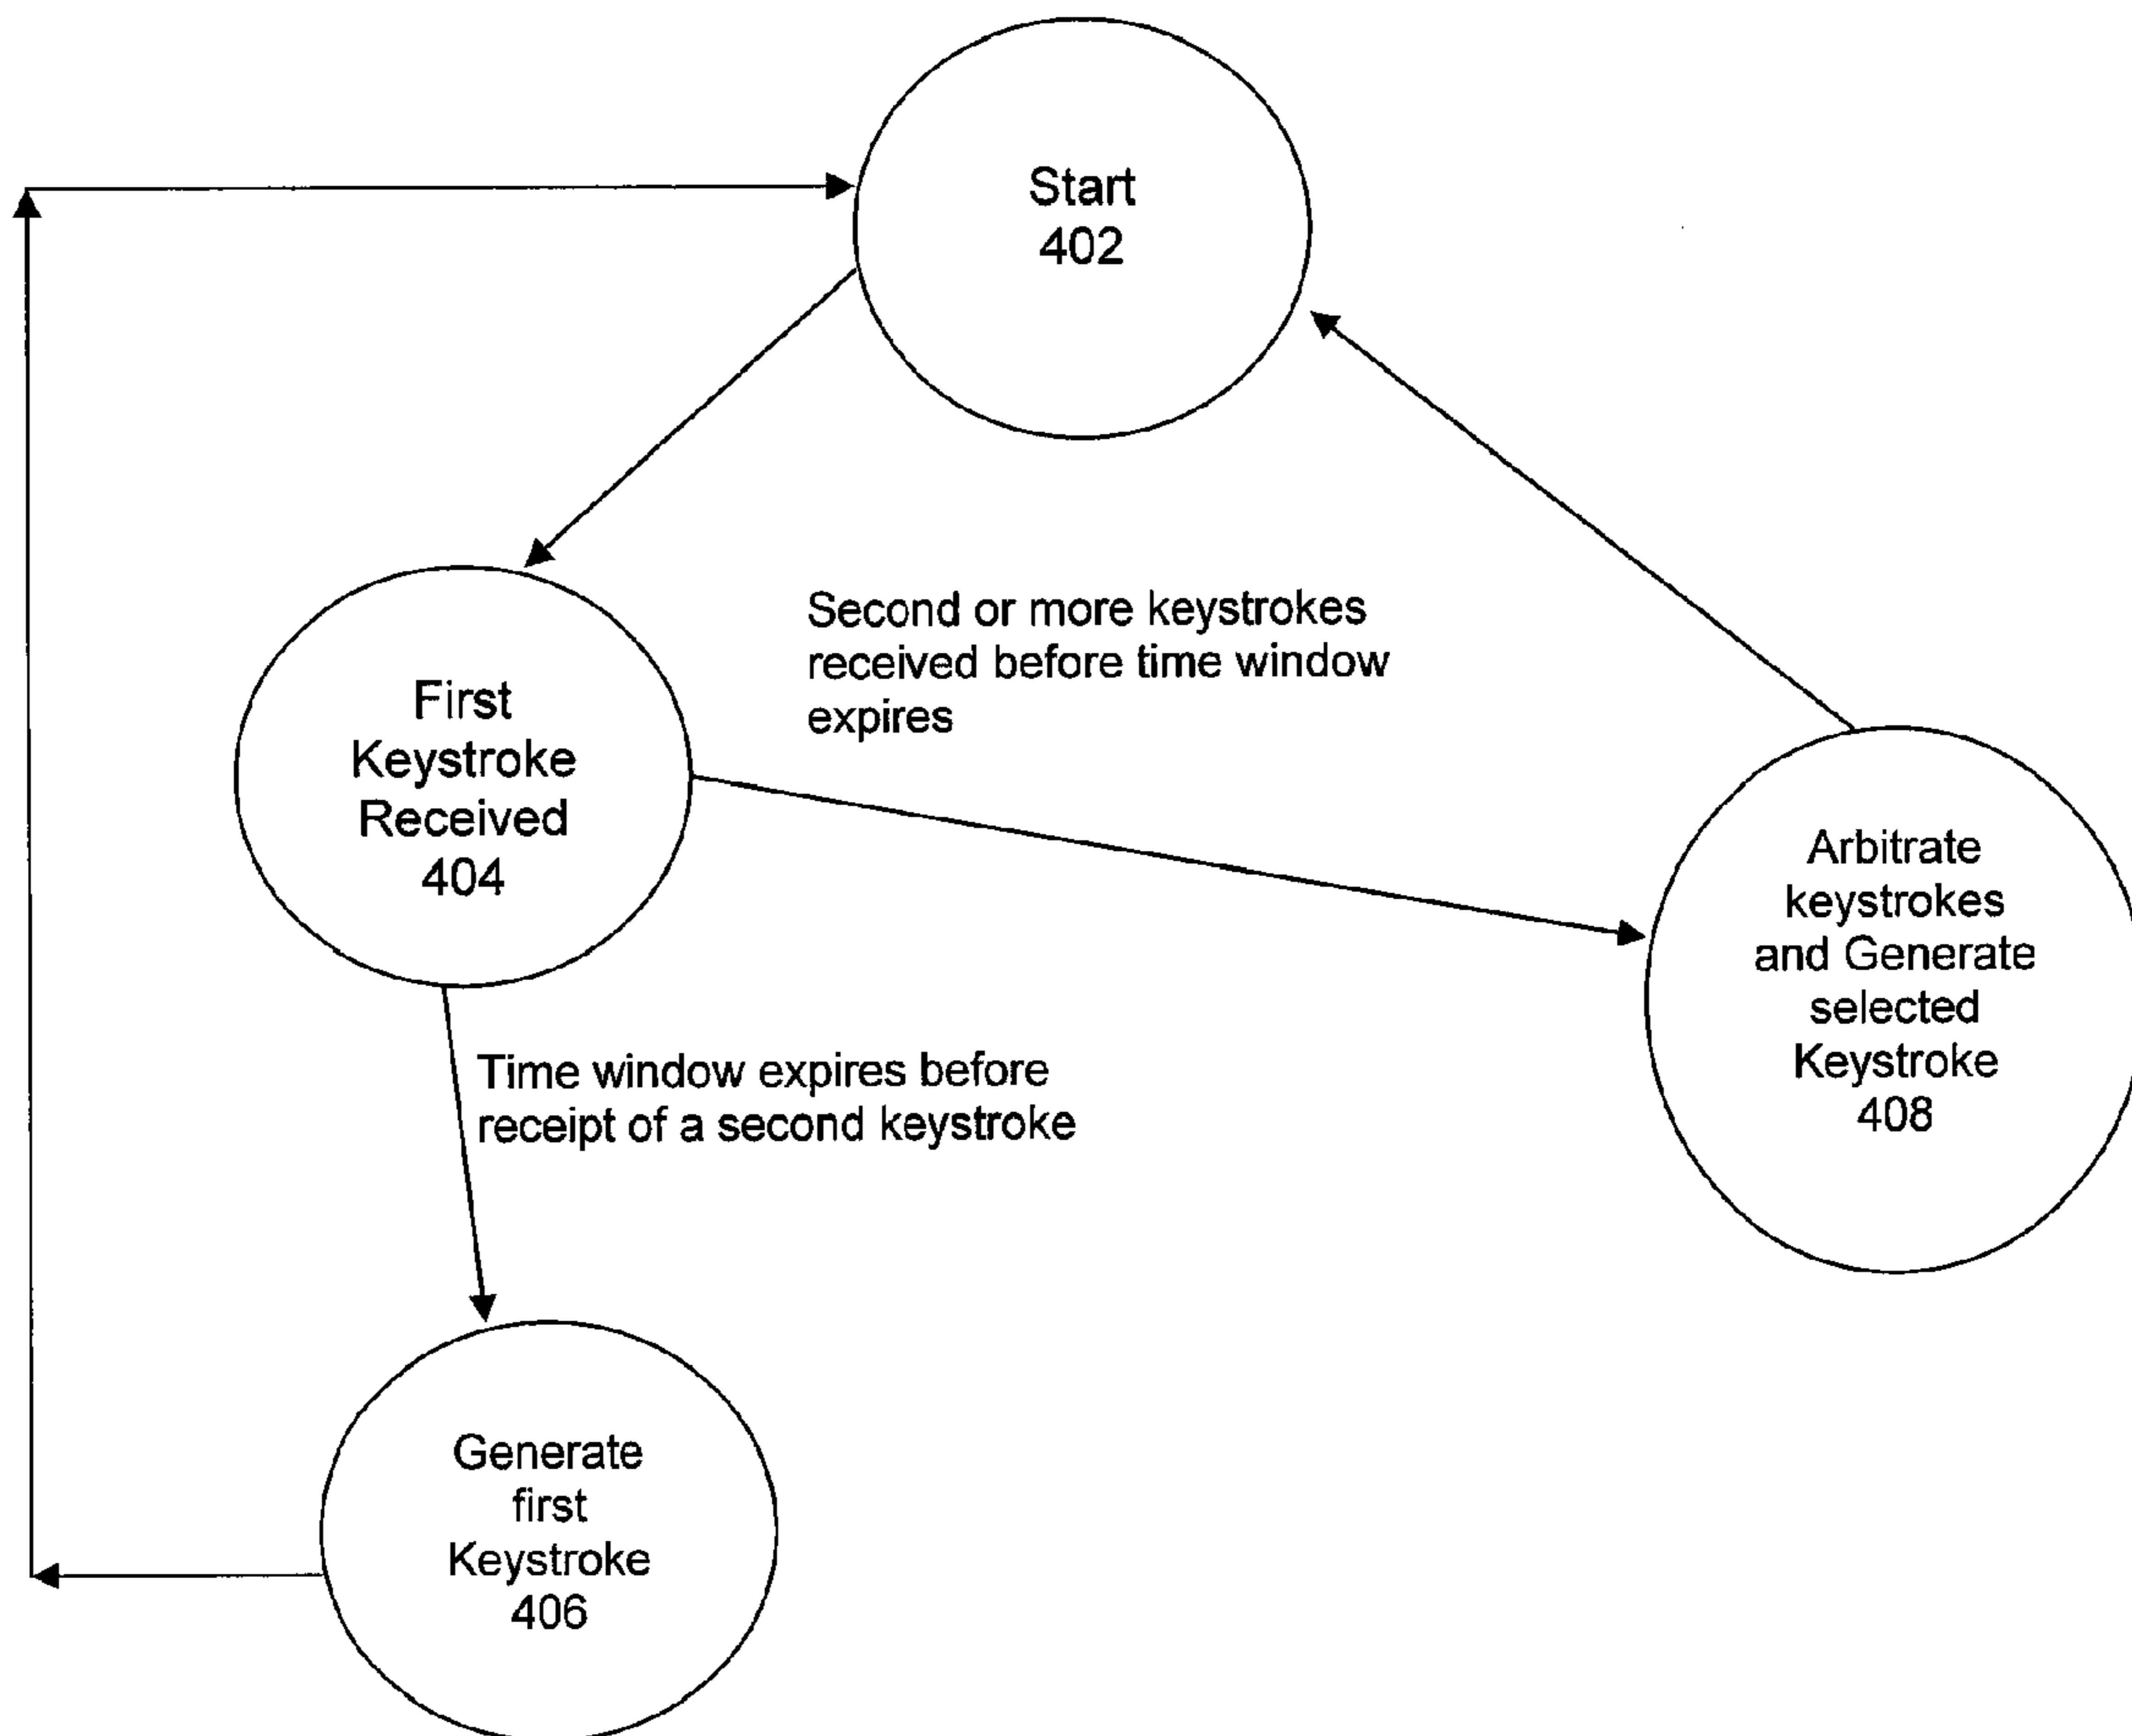 Start
402
Second or more keystrokes
received before time window
expires
First
Keystroke
Received
404
Arbitrate
keystrokes
and Generate
selected
Keystroke
408
Time window expires before
receipt of a second keystroke
Generate
first
Keystroke
406